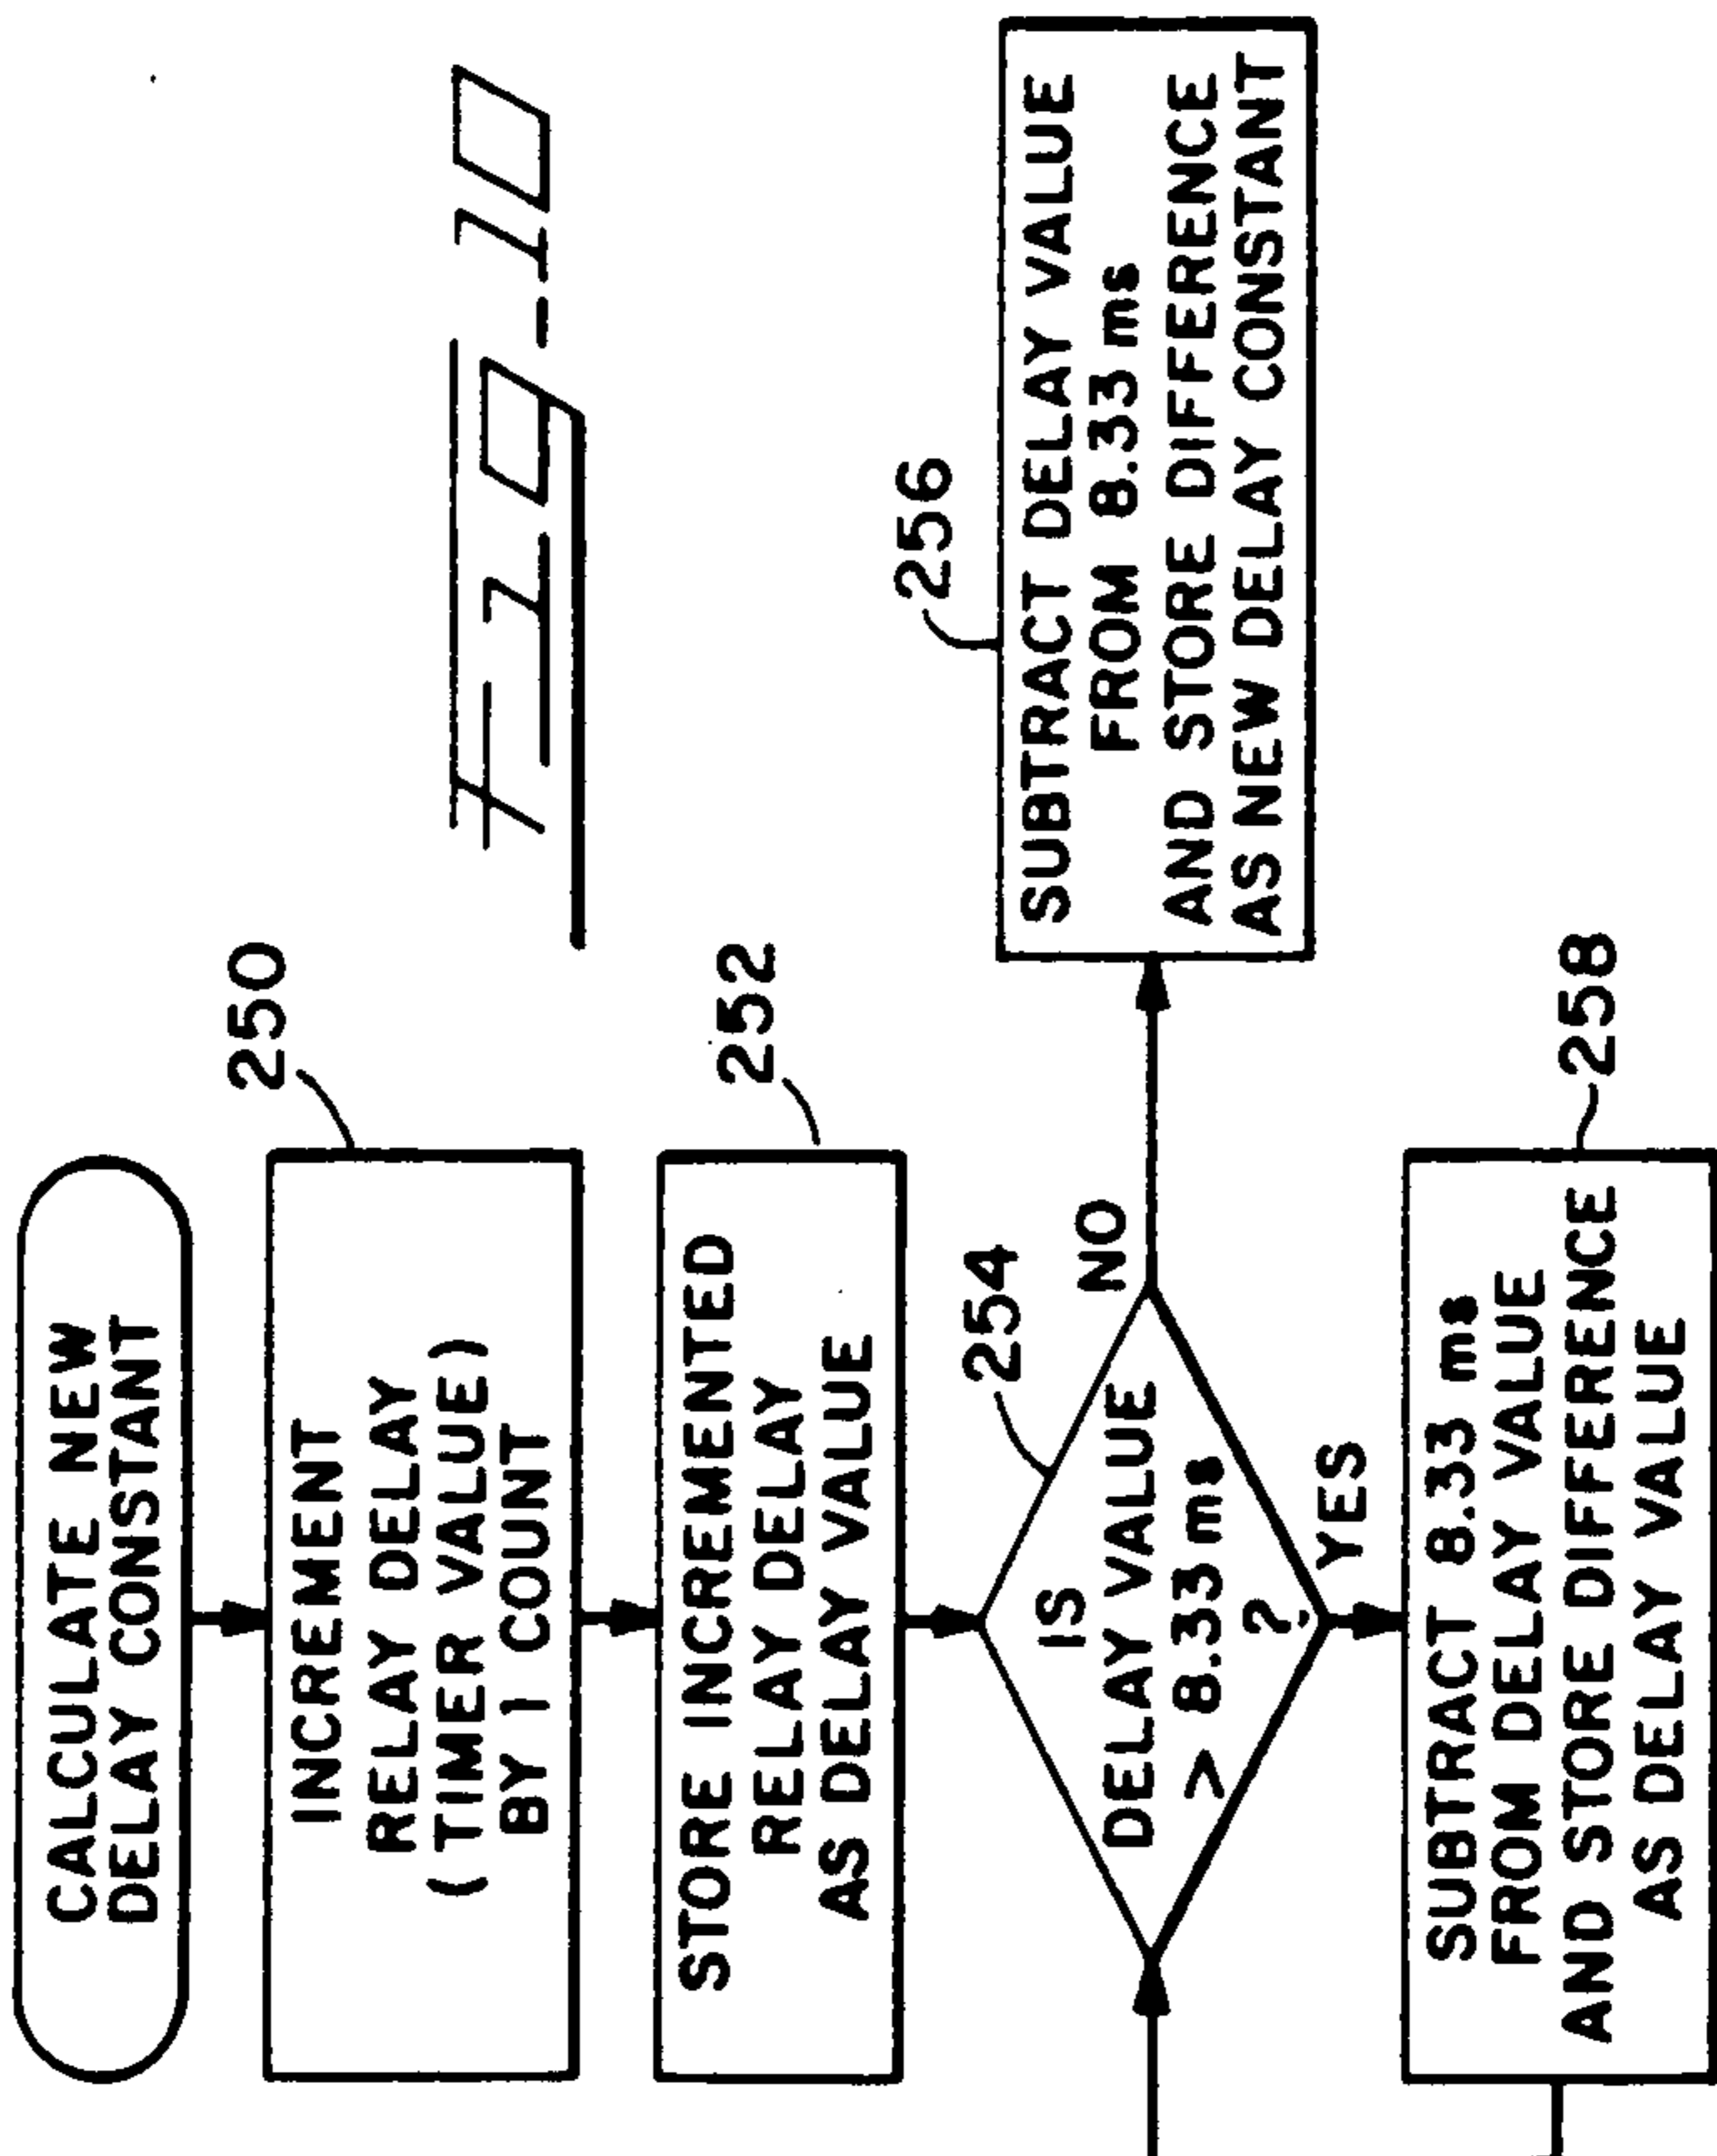 Fig-10
CALCULATE NEW
DELAY CONSTANT
250
INCREMENT
RELAY DELAY
(TIMER VALUE)
BY 1 COUNT
252
STORE INCREMENTED
RELAY DELAY
AS DELAY VALUE
254
IS
DELAY VALUE
> 8.33 ms
?
NO
YES
256
SUBTRACT DELAY VALUE
FROM 8.33 ms
AND STORE DIFFERENCE
AS NEW DELAY CONSTANT
258
SUBTRACT 8.33 ms
FROM DELAY VALUE
AND STORE DIFFERENCE
AS DELAY VALUE